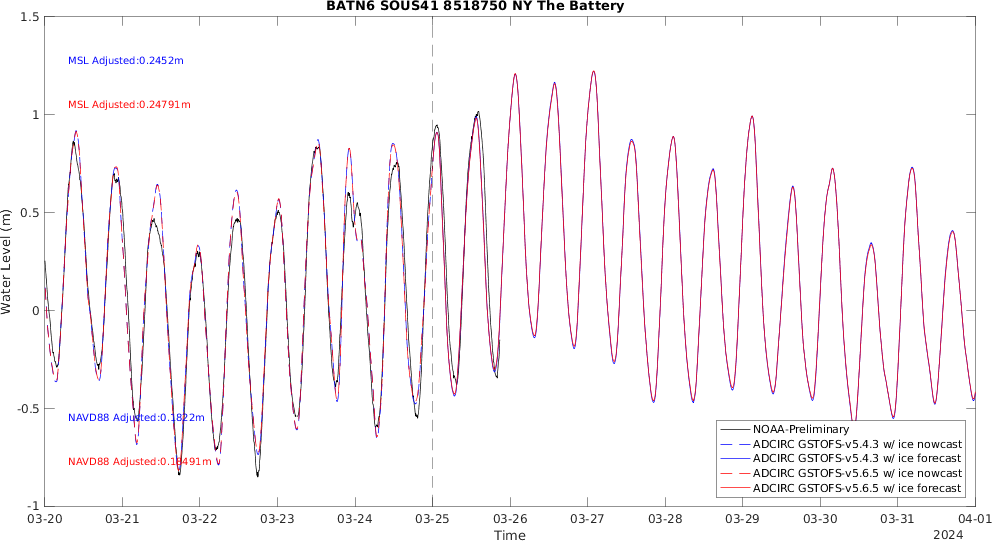 BATN6 SOUS41 8518750 NY The Battery
1.5
1
0.5
0
-0.5
-1
Water Level (m)
MSL Adjusted:0.2452m
MSL Adjusted:0.24791m
NAVD88 Adjusted:0.1822m
NAVD88 Adjusted:0.18491m
NOAA-Preliminary
ADCIRC GSTOFS-v5.4.3 w/ ice nowcast
ADCIRC GSTOFS-v5.4.3 w/ ice forecast
ADCIRC GSTOFS-v5.6.5 w/ ice nowcast
ADCIRC GSTOFS-v5.6.5 w/ ice forecast
03-20 03-21 03-22 03-23 03-24 03-25 03-26 03-27 03-28 03-29 03-30 03-31 04-01
Time
2024